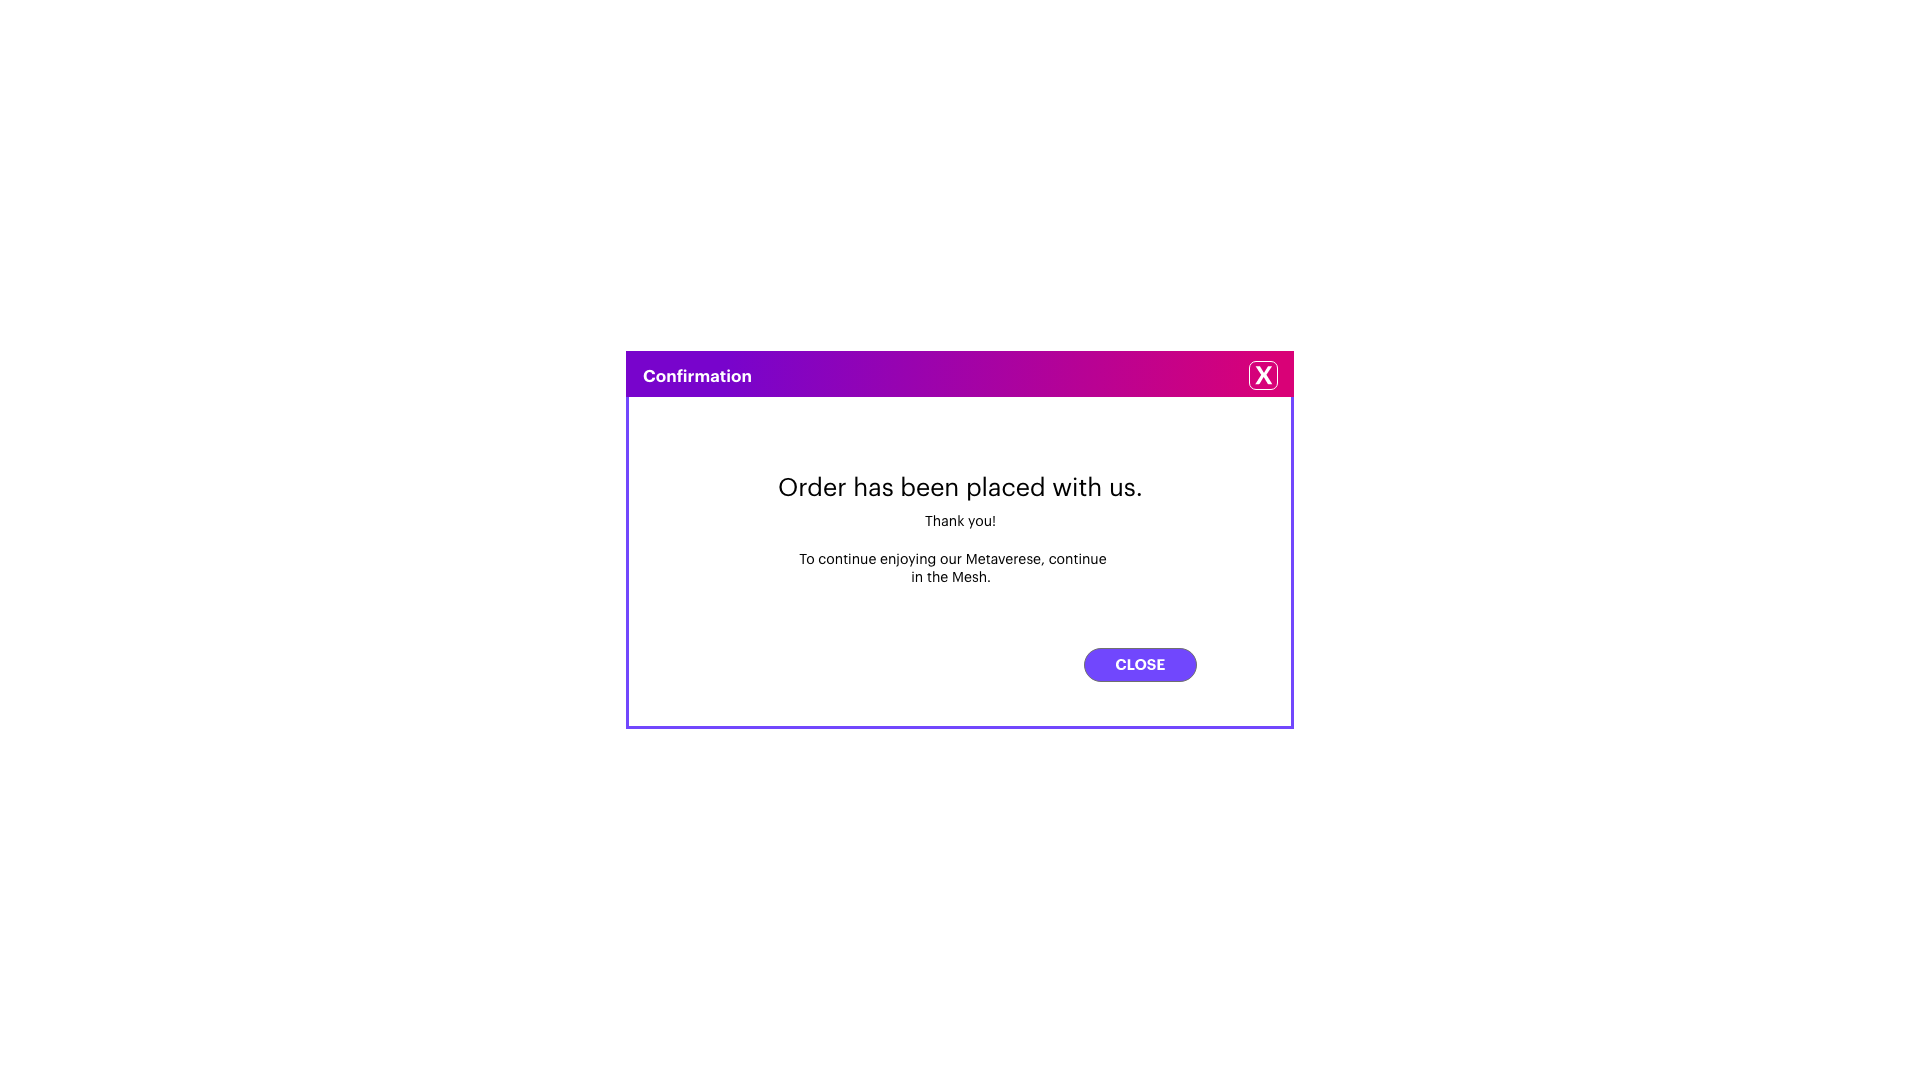 Confirmation
X
Order has been placed with us.
Thank you!
To continue enjoying our Metaverese, continue
in the Mesh.
CLOSE